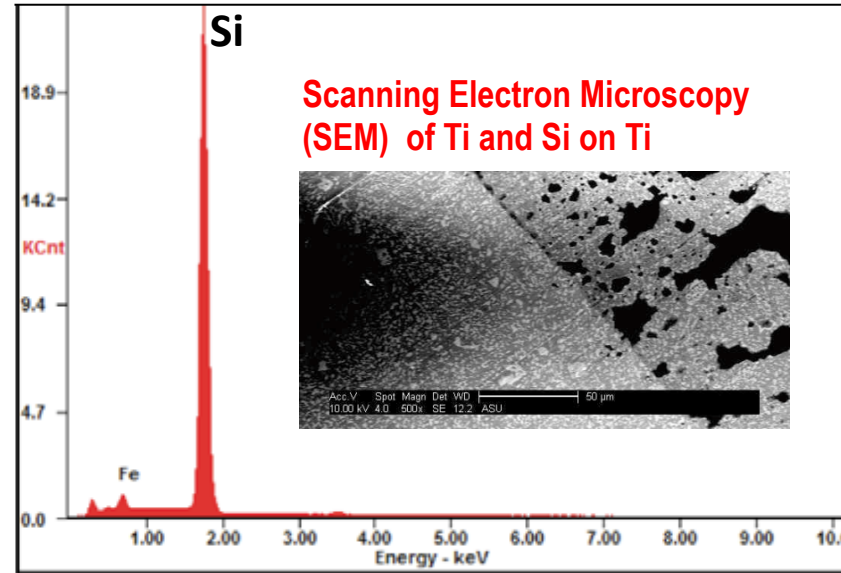 Si
18.9
Scanning Electron Microscopy
(SEM) of Ti and Si on Ti
14.2
KCnt
9.4
Acc.V Spot Magn Det WD 50 µm
10.00 kV 4.0 500x SE 12.2 ASU
4.7
Fe
0.0
1.00 2.00 3.00 4.00 5.00 6.00 7.00 8.00 9.00 10.0
Energy - keV